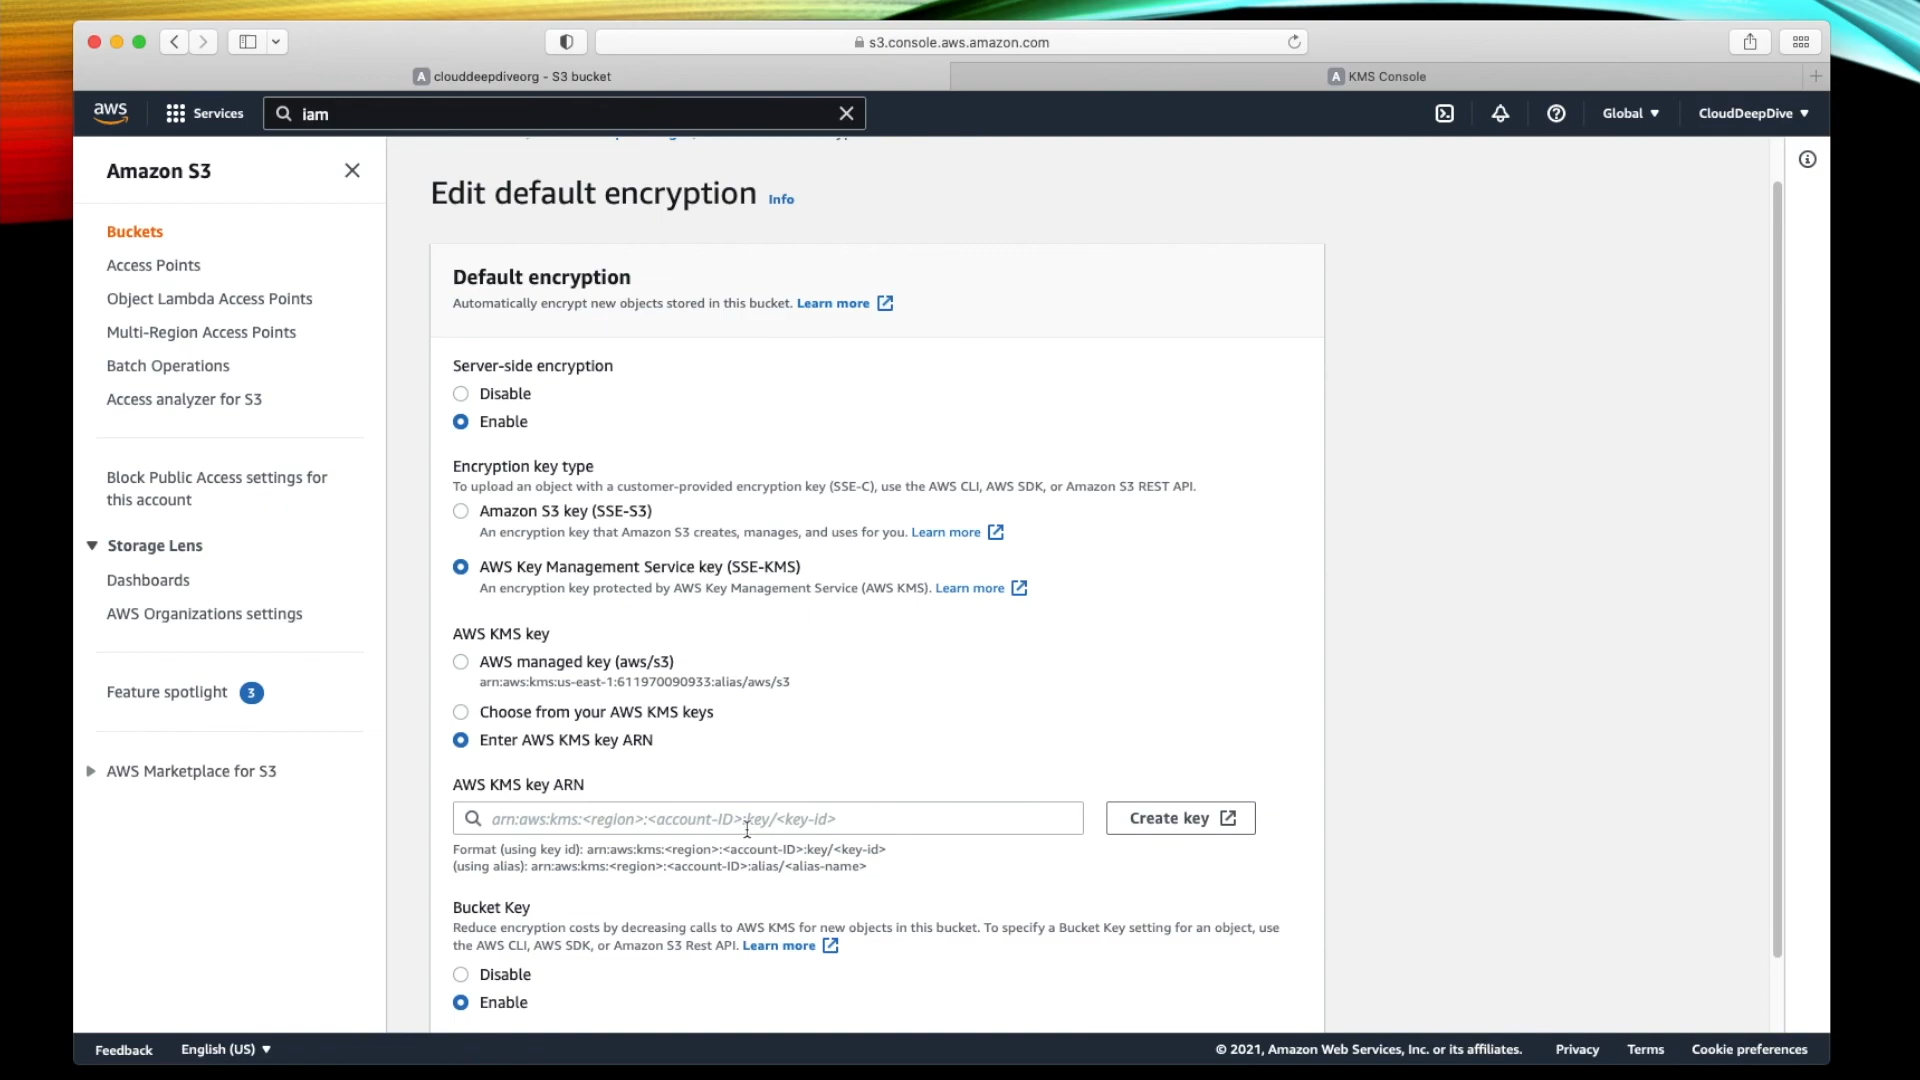 s3.console.aws.amazon.com
A clouddeepdiveorg - S3 bucket
A KMS Console
aws
Services
iam
Global
CloudDeepDive
Amazon S3
Buckets
Access Points
Object Lambda Access Points
Multi-Region Access Points
Batch Operations
Access analyzer for S3
Block Public Access settings for
this account
Storage Lens
Dashboards
AWS Organizations settings
Feature spotlight 3
AWS Marketplace for S3
Edit default encryption Info
Default encryption
Automatically encrypt new objects stored in this bucket. Learn more
Server-side encryption
Disable
Enable
Encryption key type
To upload an object with a customer-provided encryption key (SSE-C), use the AWS CLI, AWS SDK, or Amazon S3 REST API.
Amazon S3 key (SSE-S3)
An encryption key that Amazon S3 creates, manages, and uses for you. Learn more
AWS Key Management Service key (SSE-KMS)
An encryption key protected by AWS Key Management Service (AWS KMS). Learn more
AWS KMS key
AWS managed key (aws/s3)
arn:aws:kms:us-east-1:611970090933:alias/aws/s3
Choose from your AWS KMS keys
Enter AWS KMS key ARN
AWS KMS key ARN
arn:aws:kms:<region>:<account-ID>:key/<key-id>
Create key
Format (using key id): arn:aws:kms:<region>:<account-ID>:key/<key-id>
(using alias): arn:aws:kms:<region>:<account-ID>:alias/<alias-name>
Bucket Key
Reduce encryption costs by decreasing calls to AWS KMS for new objects in this bucket. To specify a Bucket Key setting for an object, use
the AWS CLI, AWS SDK, or Amazon S3 Rest API. Learn more
Disable
Enable
Feedback
English (US)
© 2021, Amazon Web Services, Inc. or its affiliates.
Privacy
Terms
Cookie preferences